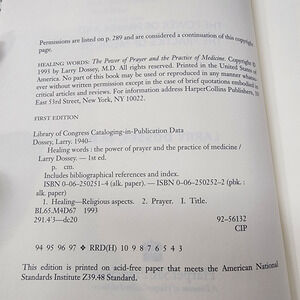 Permissions are listed on p. 289 and are considered a continuation of this copyright
page.
HEALING WORDS: The Power of Prayer and the Practice of Medicine. Copyright ©
1993 by Larry Dossey, M.D. All rights reserved. Printed in the United States of
America. No part of this book may be used or reproduced in any manner whatso-
ever without written permission except in the case of brief quotations embodied in
critical articles and reviews. For information address HarperCollins Publishers, 10
East 53rd Street, New York, NY 10022.
FIRST EDITION
Library of Congress Cataloging-in-Publication Data
Dossey, Larry. 1940–
Healing words : the power of prayer and the practice of medicine /
Larry Dossey. — 1st ed.
p. cm.
Includes bibliographical references and index.
ISBN 0-06-250251-4 (alk. paper). — ISBN 0-06-250252-2 (pbk. :
alk. paper)
1. Healing—Religious aspects. 2. Prayer. I. Title.
BL65.M4D67 1993
291.4'3—dc20 92-56132
CIP
94 95 96 97 ❖ RRD(H) 10 9 8 7 6 5 4 3
This edition is printed on acid-free paper that meets the American National
Standards Institute Z39.48 Standard.